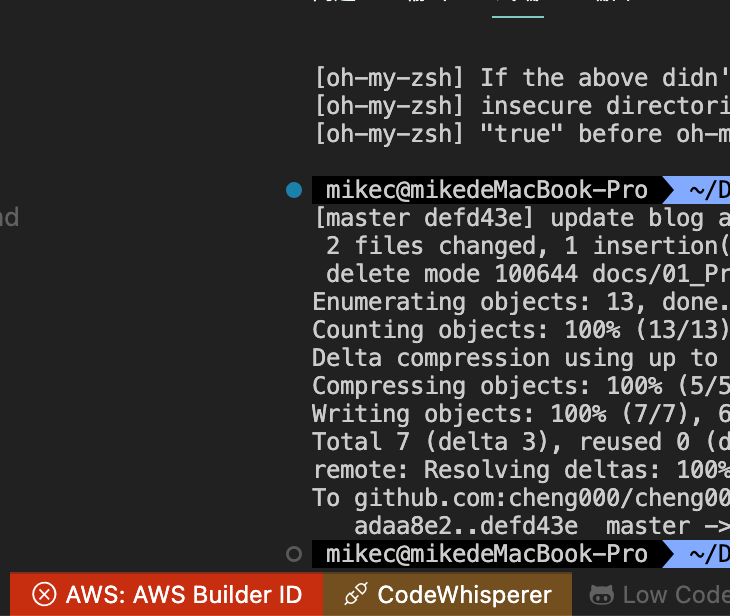 [oh-my-zsh] If the above didn'
[oh-my-zsh] insecure directori
[oh-my-zsh] "true" before oh-m
mikec@mikedeMacBook-Pro ~/D
nd
[master defd43e] update blog a
2 files changed, 1 insertion(
delete mode 100644 docs/01_Pr
Enumerating objects: 13, done.
Counting objects: 100% (13/13)
Delta compression using up to
Compressing objects: 100% (5/5
Writing objects: 100% (7/7), 6
Total 7 (delta 3), reused 0 (d
remote: Resolving deltas: 100%
To github.com:cheng000/cheng00
adaa8e2..defd43e master ->
mikec@mikedeMacBook-Pro ~/D
AWS: AWS Builder ID CodeWhisperer Low Code